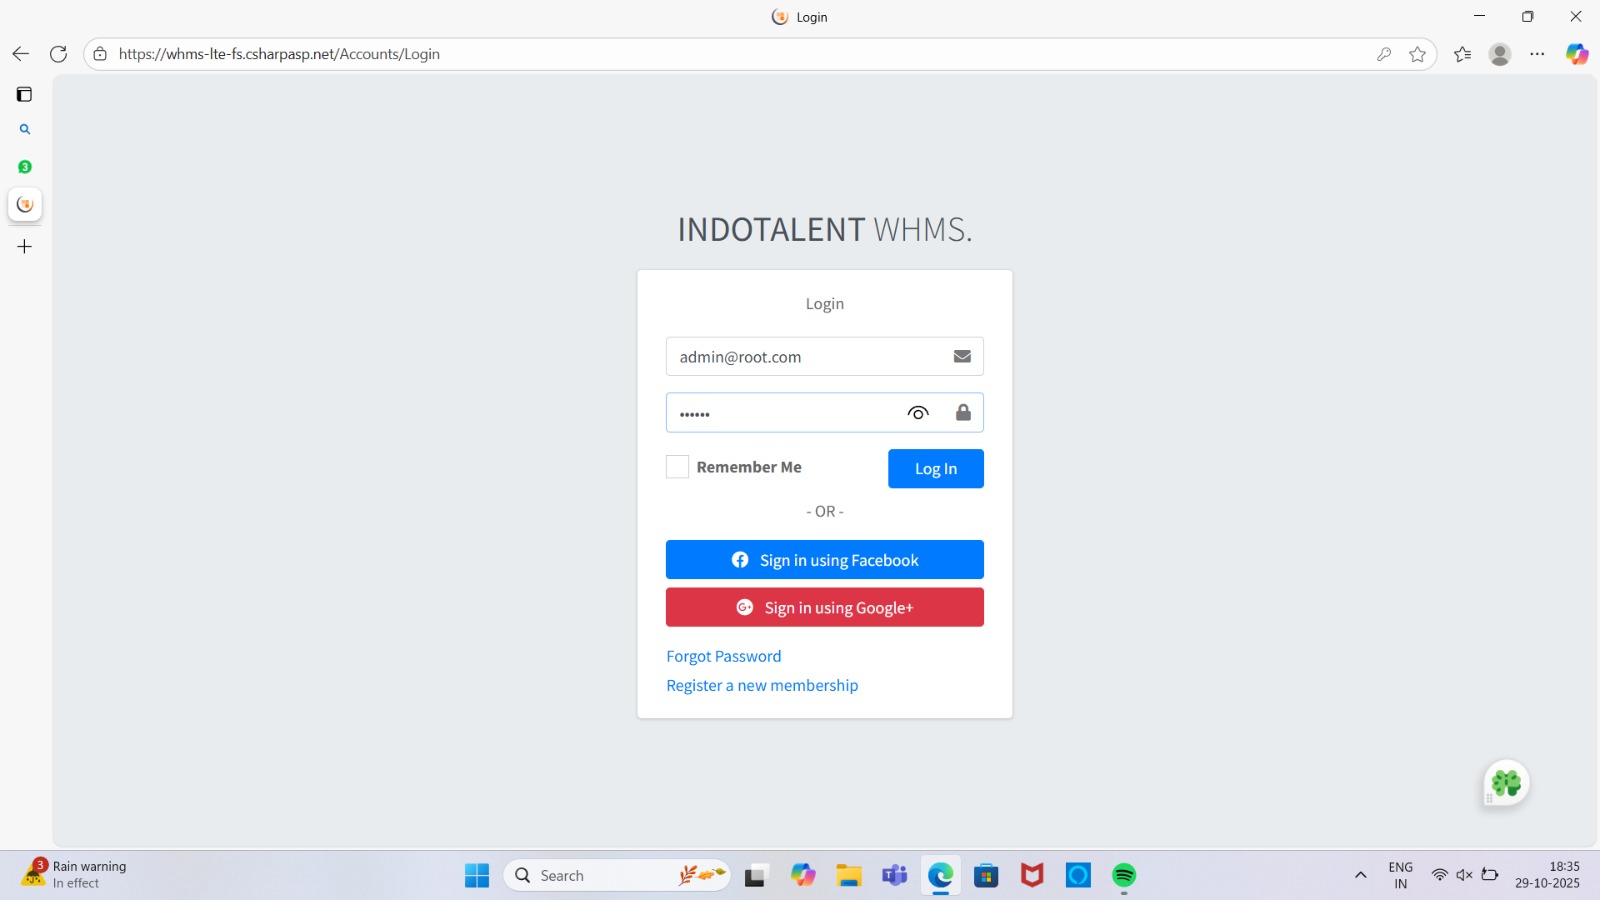 Login
https://whms-lte-fs.csharpasp.net/Accounts/Login
3
INDOTALENT WHMS.
Login
admin@root.com
••••••
Remember Me
Log In
- OR -
Sign in using Facebook
G+ Sign in using Google+
Forgot Password
Register a new membership
3
Rain warning
In effect
Search
ENG
IN
18:35
29-10-2025